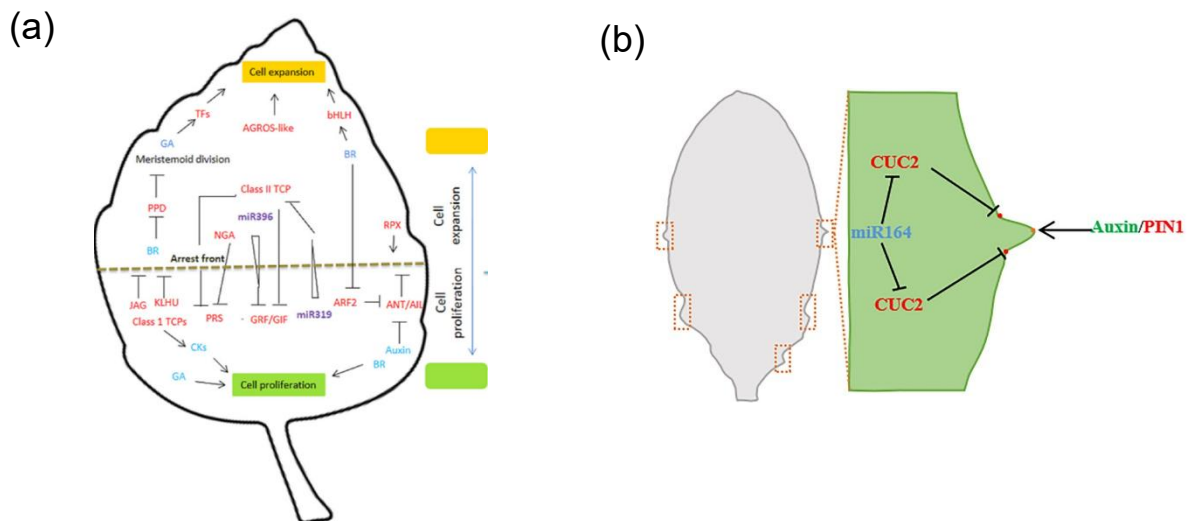 (a)
(b)
Cell expansion
TFs
AGROS-like
bHLH
GA
Meristemoid division
BR
Class II TCP
PPD
miR396
NGA
RPX
BR
Arrest front
Cell expansion
Cell proliferation
JAG
KLHU
PRS
GRF/GIF
miR319
ARF2
ANT/AIL
Class 1 TCPs
CKs
Auxin
BR
GA
Cell proliferation
CUC2
miR164
Auxin/PIN1
CUC2